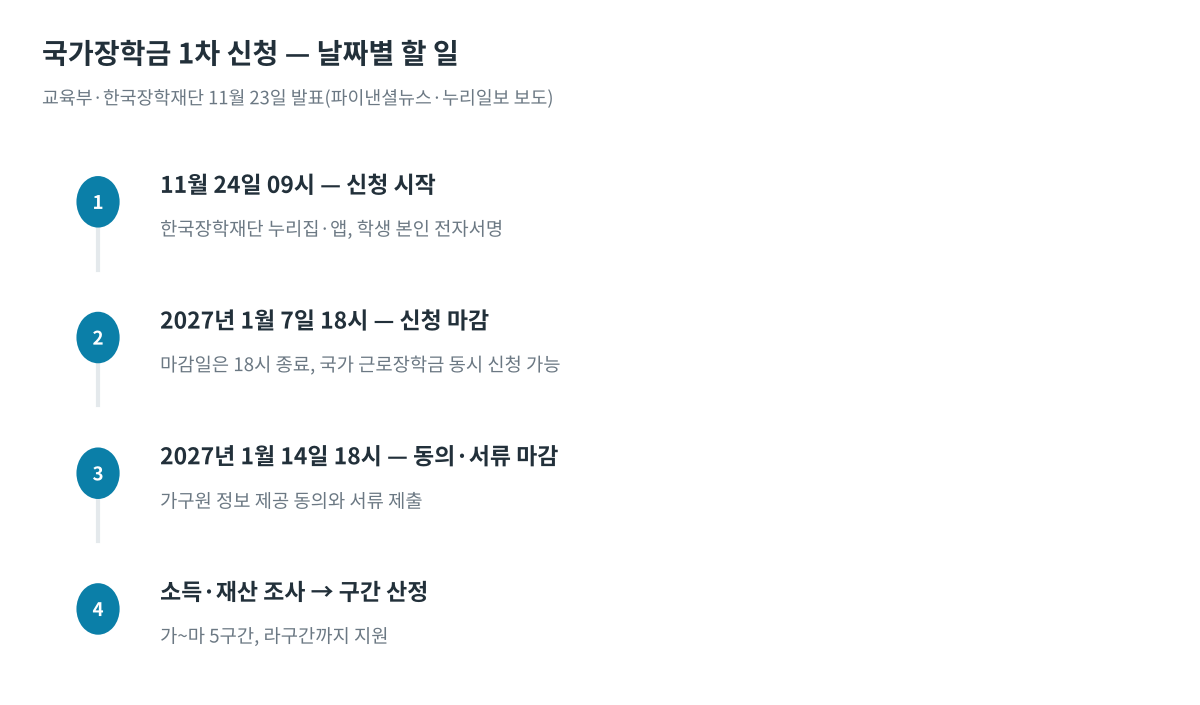 국가장학금 1차 신청 — 날짜별 할 일
교육부·한국장학재단 11월 23일 발표(파이낸셜뉴스·누리일보 보도)
1
11월 24일 09시 — 신청 시작
한국장학재단 누리집·앱, 학생 본인 전자서명
2
2027년 1월 7일 18시 — 신청 마감
마감일은 18시 종료, 국가 근로장학금 동시 신청 가능
3
2027년 1월 14일 18시 — 동의·서류 마감
가구원 정보 제공 동의와 서류 제출
4
소득·재산 조사 → 구간 산정
가~마 5구간, 라구간까지 지원